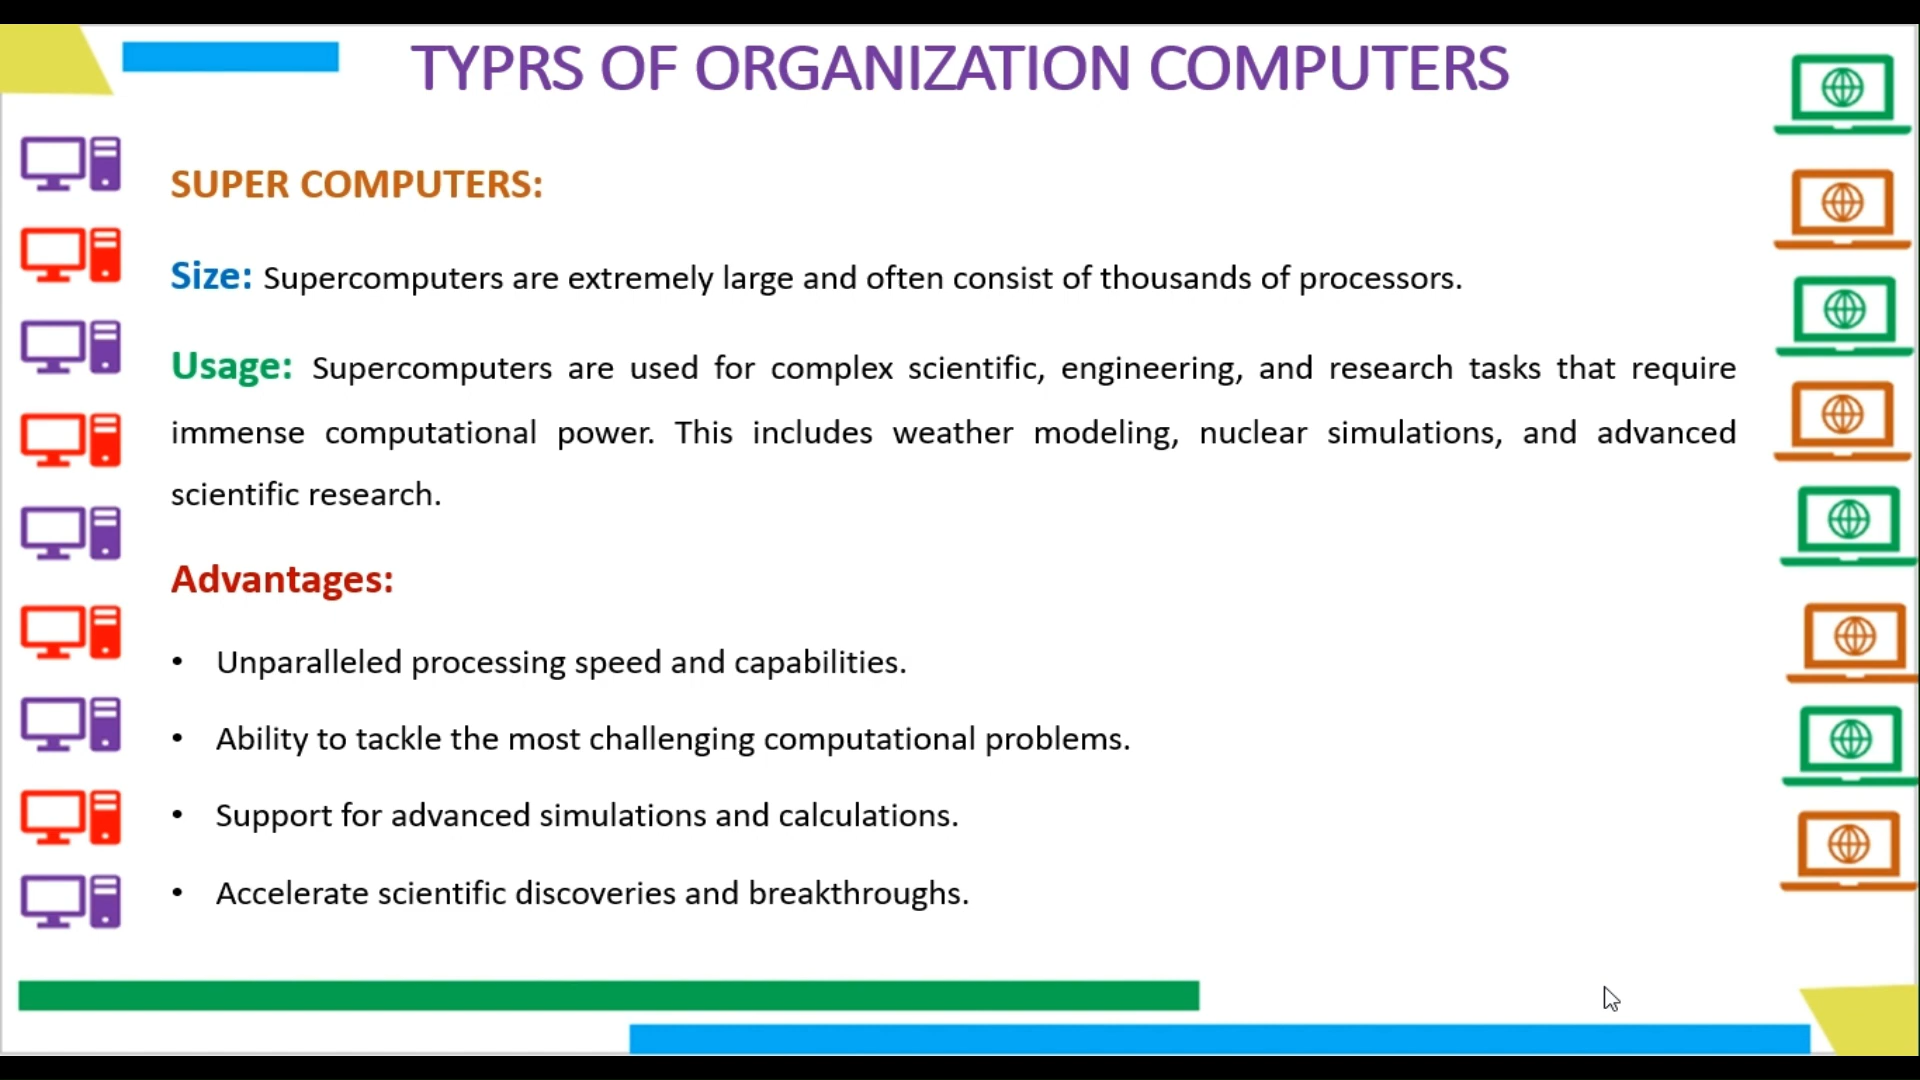 TYPRS OF ORGANIZATION COMPUTERS
SUPER COMPUTERS:
Size: Supercomputers are extremely large and often consist of thousands of processors.
Usage: Supercomputers are used for complex scientific, engineering, and research tasks that require
immense computational power. This includes weather modeling, nuclear simulations, and advanced
scientific research.
Advantages:
• Unparalleled processing speed and capabilities.
• Ability to tackle the most challenging computational problems.
• Support for advanced simulations and calculations.
• Accelerate scientific discoveries and breakthroughs.